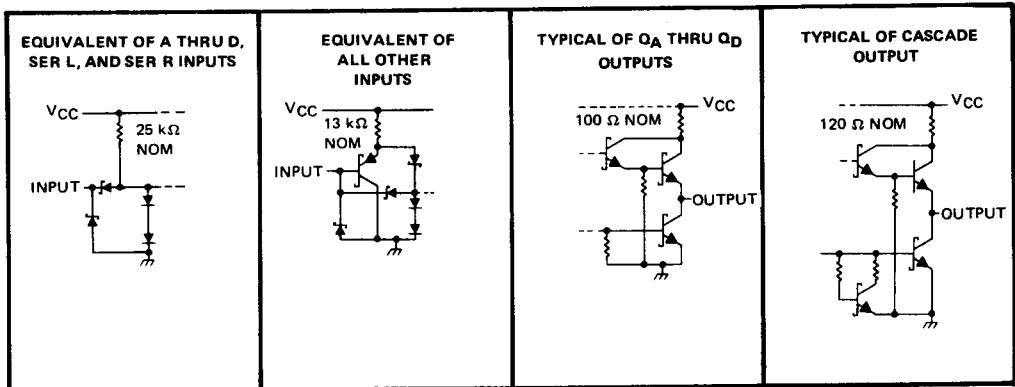 EQUIVALENT OF A THRU D,
SER L, AND SER R INPUTS
VCC
25 kΩ
NOM
INPUT
EQUIVALENT OF
ALL OTHER
INPUTS
VCC
13 kΩ
NOM
INPUT
TYPICAL OF QA THRU QD
OUTPUTS
VCC
100 Ω NOM
OUTPUT
TYPICAL OF CASCADE
OUTPUT
VCC
120 Ω NOM
OUTPUT